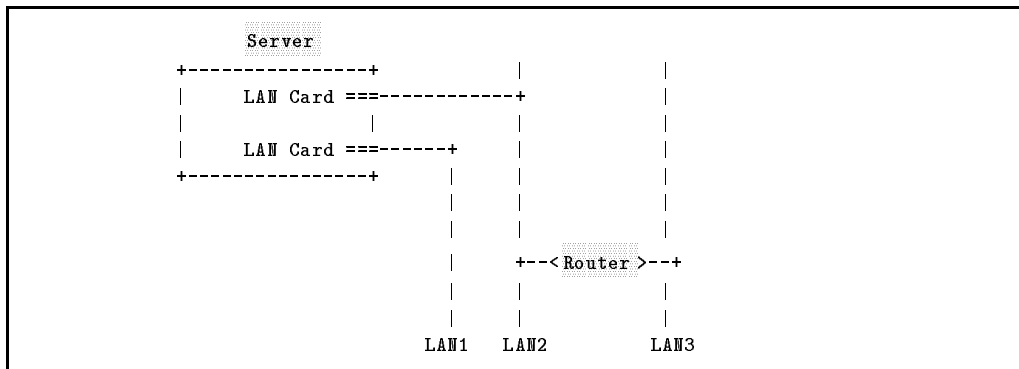 Server
+-----------------+
| LAN Card ===------------+
| |
| LAN Card ===------+
+-----------------+
+--<Router>--+
LAN1 LAN2 LAN3